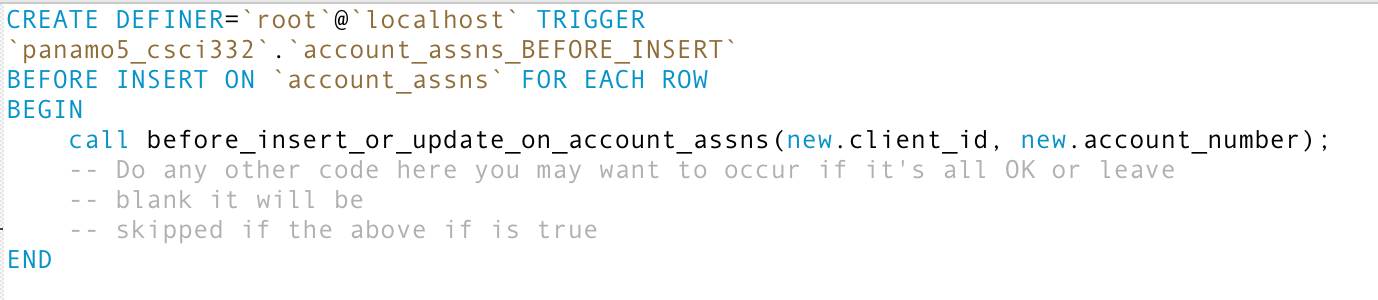 CREATE DEFINER=`root`@`localhost` TRIGGER
`panamo5_csci332`.`account_assns_BEFORE_INSERT`
BEFORE INSERT ON `account_assns` FOR EACH ROW
BEGIN
    call before_insert_or_update_on_account_assns(new.client_id, new.account_number);
    -- Do any other code here you may want to occur if it's all OK or leave
    -- blank it will be
    -- skipped if the above if is true
END